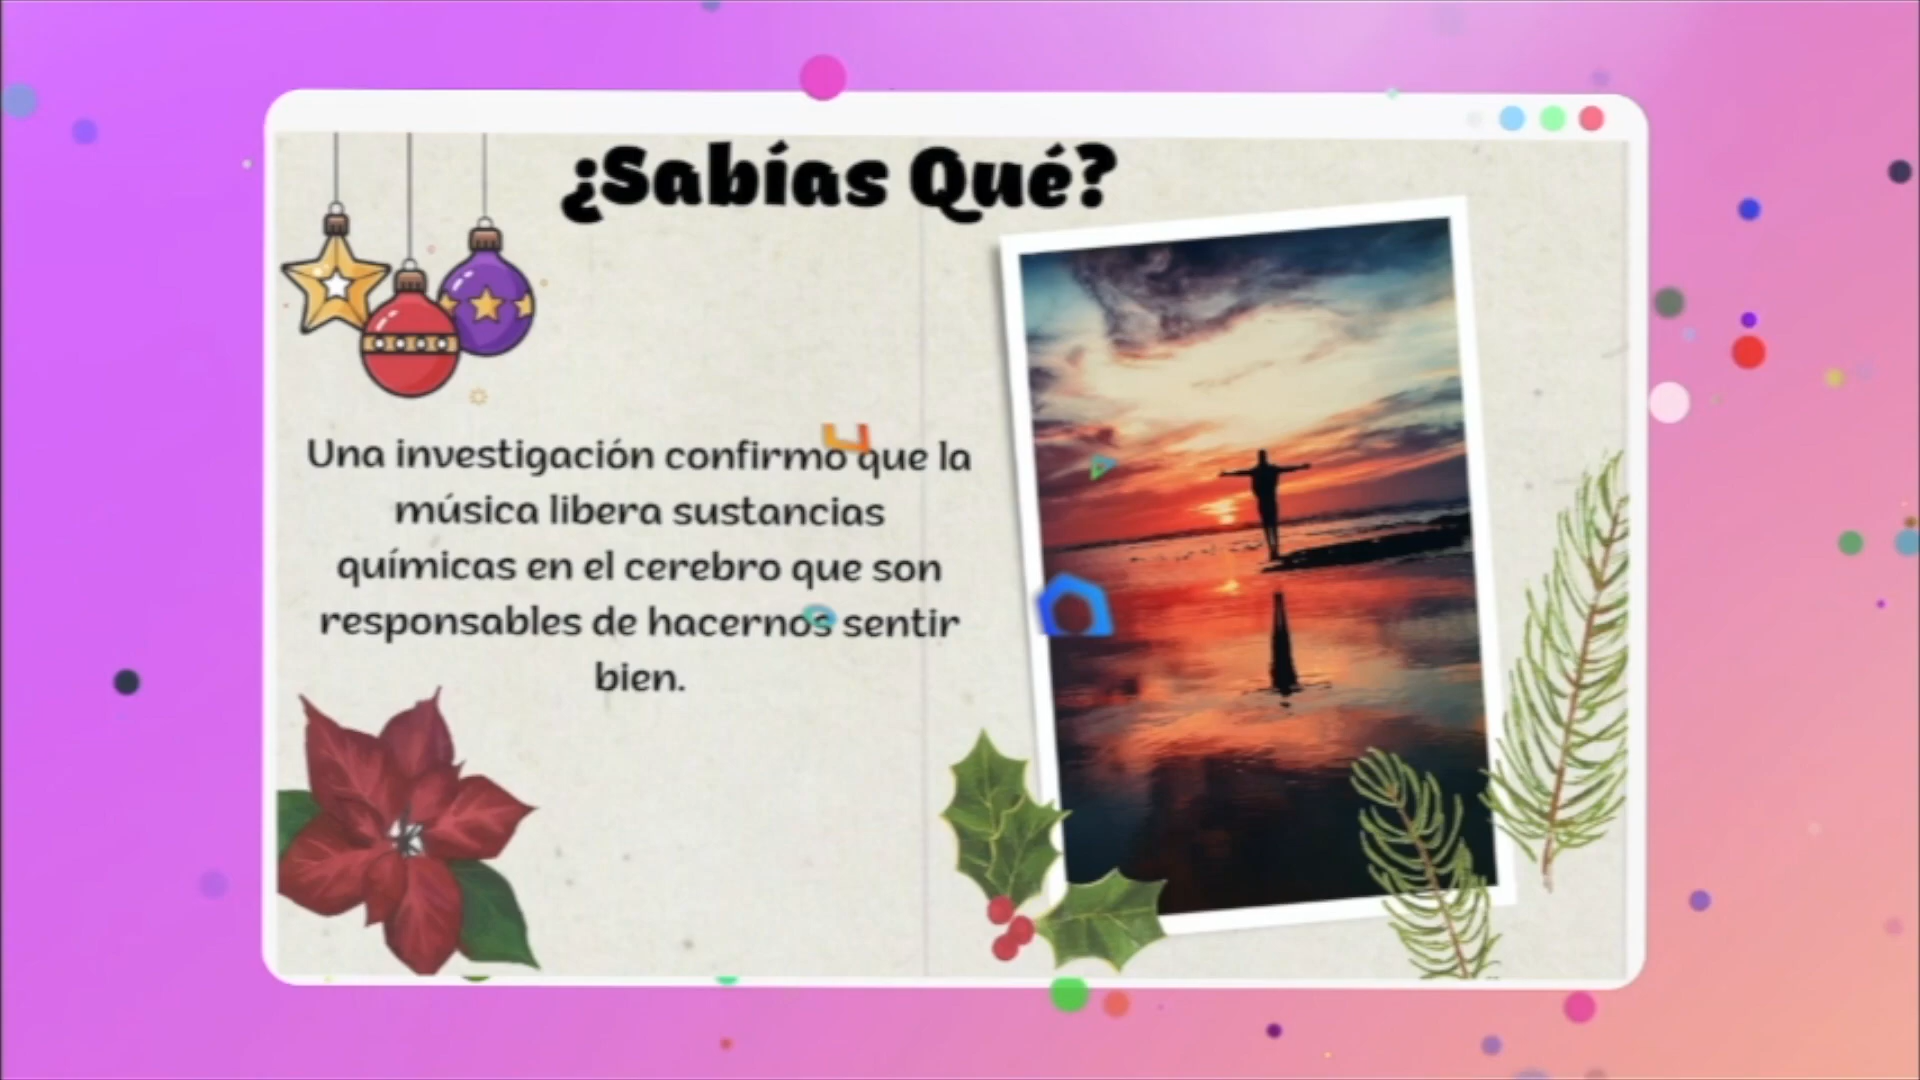 ¿Sabías Qué?
Una investigación confirmó que la
música libera sustancias
químicas en el cerebro que son
responsables de hacernos sentir
bien.